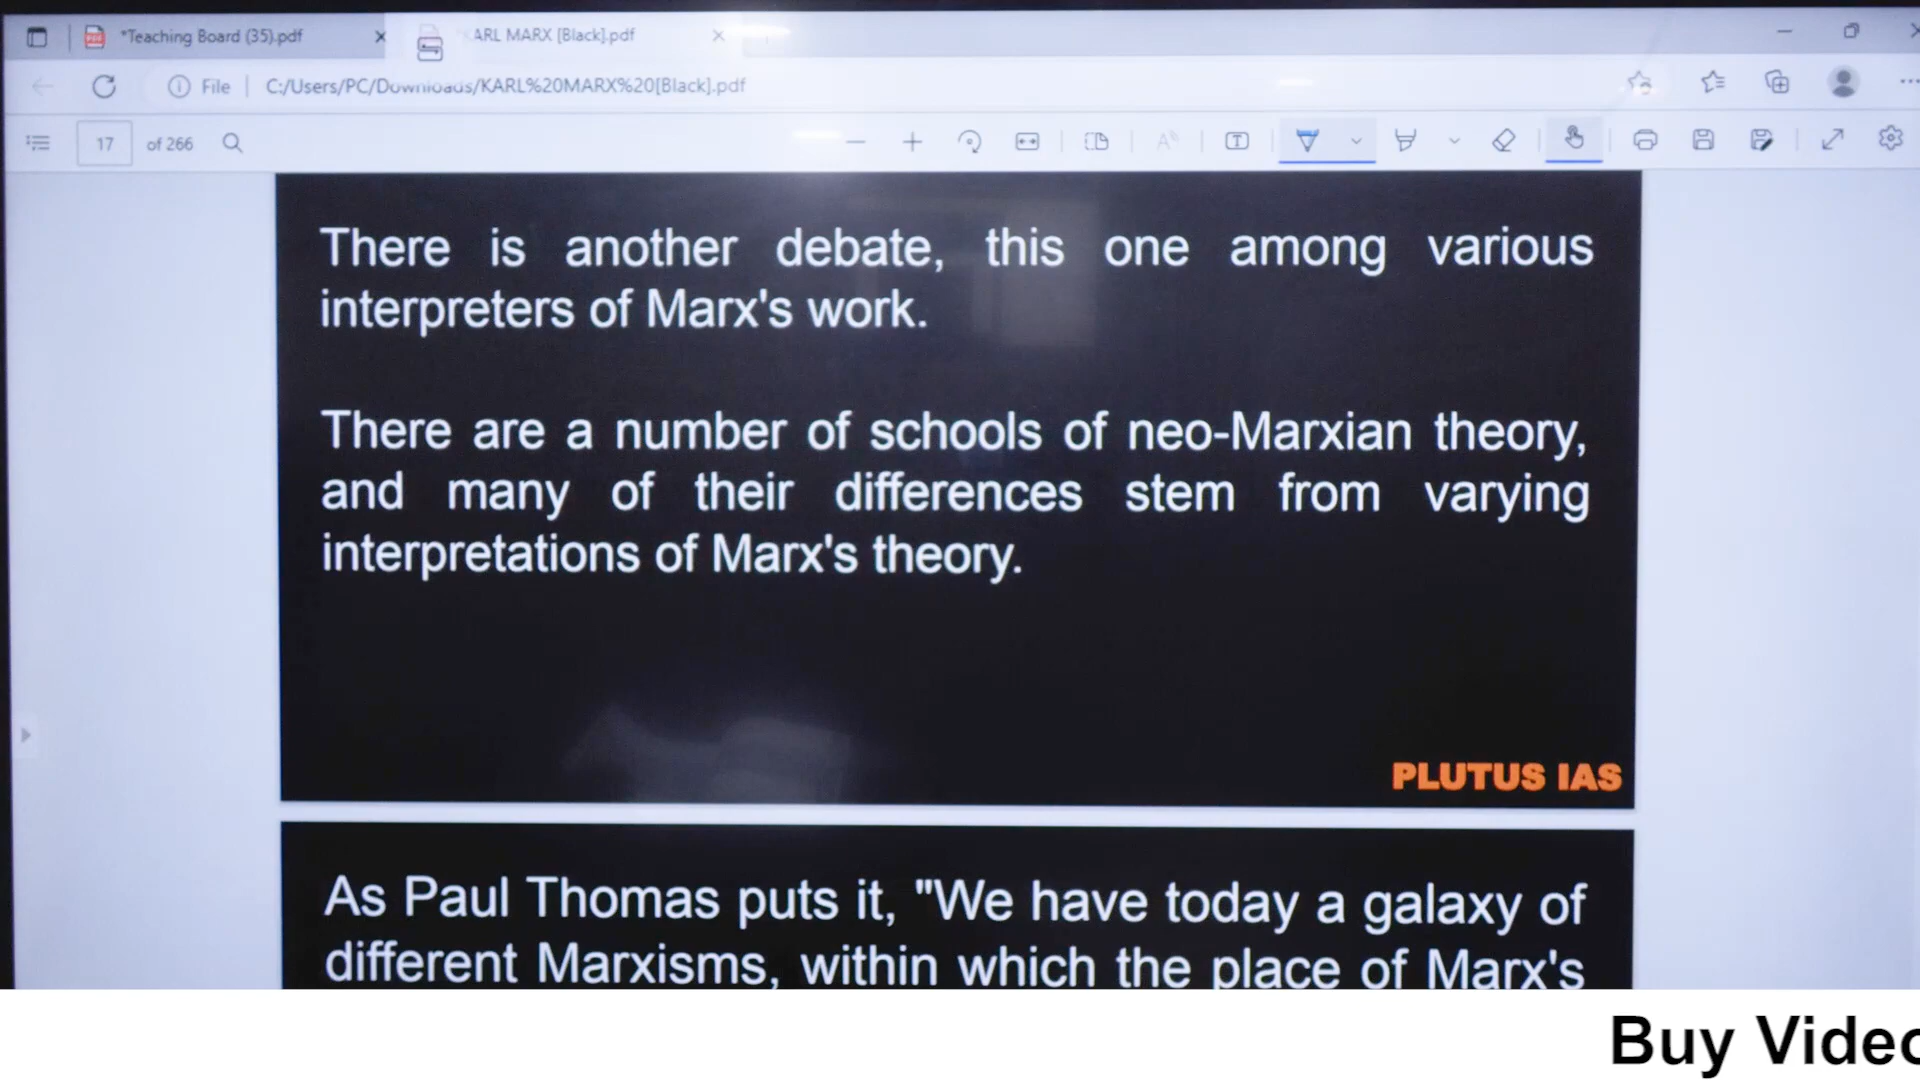 *Teaching Board (35).pdf
ARL MARX [Black].pdf
File
C:/Users/PC/Downloads/KARL%20MARX%20[Black].pdf
17 of 266
There is another debate, this one among various
interpreters of Marx's work.
There are a number of schools of neo-Marxian theory,
and many of their differences stem from varying
interpretations of Marx's theory.
PLUTUS IAS
As Paul Thomas puts it, "We have today a galaxy of
different Marxisms, within which the place of Marx's
Buy Video